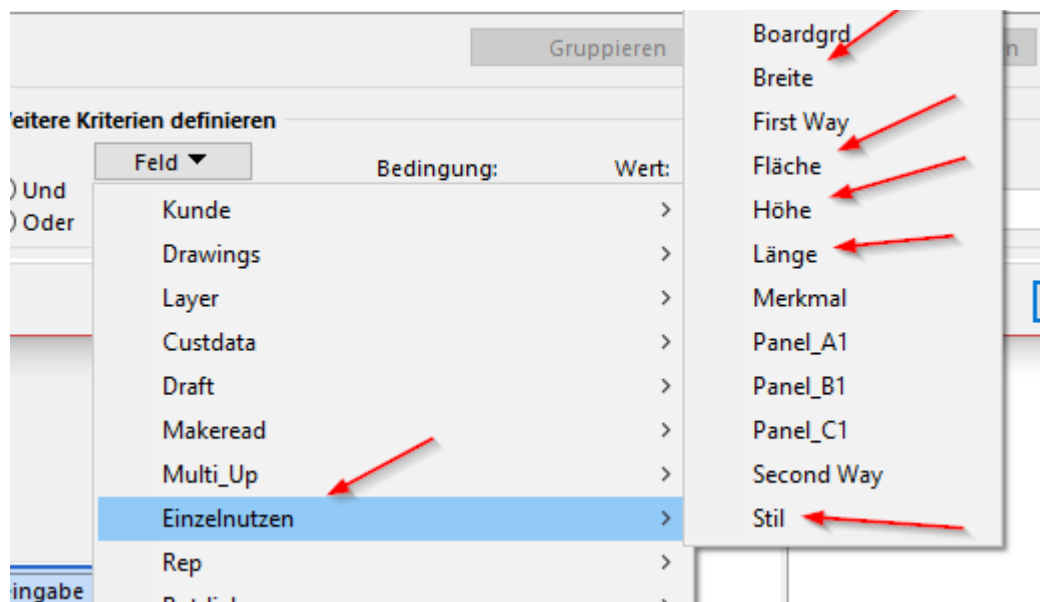 Gruppieren
eitere Kriterien definieren
Feld
Bedingung:
Wert:
Und
Oder
Kunde
Drawings
Layer
Custdata
Draft
Makeread
Multi_Up
Einzelnutzen
Rep
eingabe
Boardgrd
Breite
First Way
Fläche
Höhe
Länge
Merkmal
Panel_A1
Panel_B1
Panel_C1
Second Way
Stil